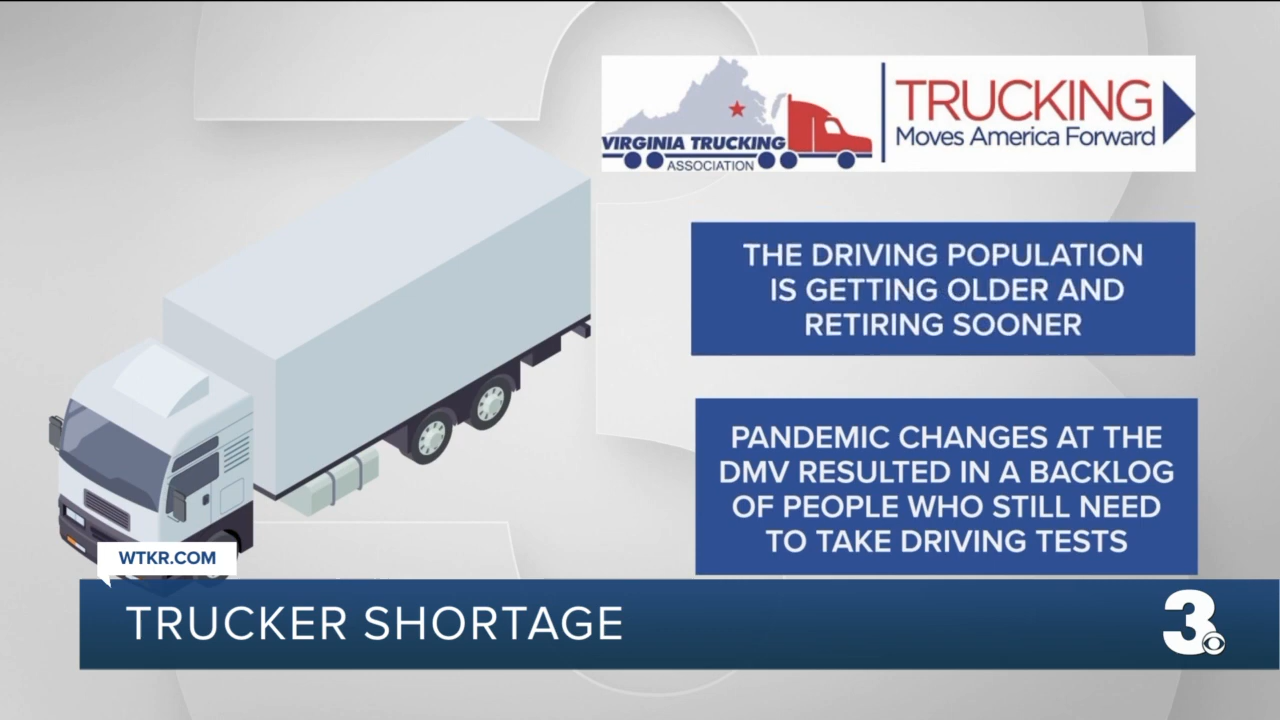 VIRGINIA TRUCKING
ASSOCIATION
TRUCKING
Moves America Forward
THE DRIVING POPULATION
IS GETTING OLDER AND
RETIRING SOONER
PANDEMIC CHANGES AT THE
DMV RESULTED IN A BACKLOG
OF PEOPLE WHO STILL NEED
TO TAKE DRIVING TESTS
WTKR.COM
TRUCKER SHORTAGE
3